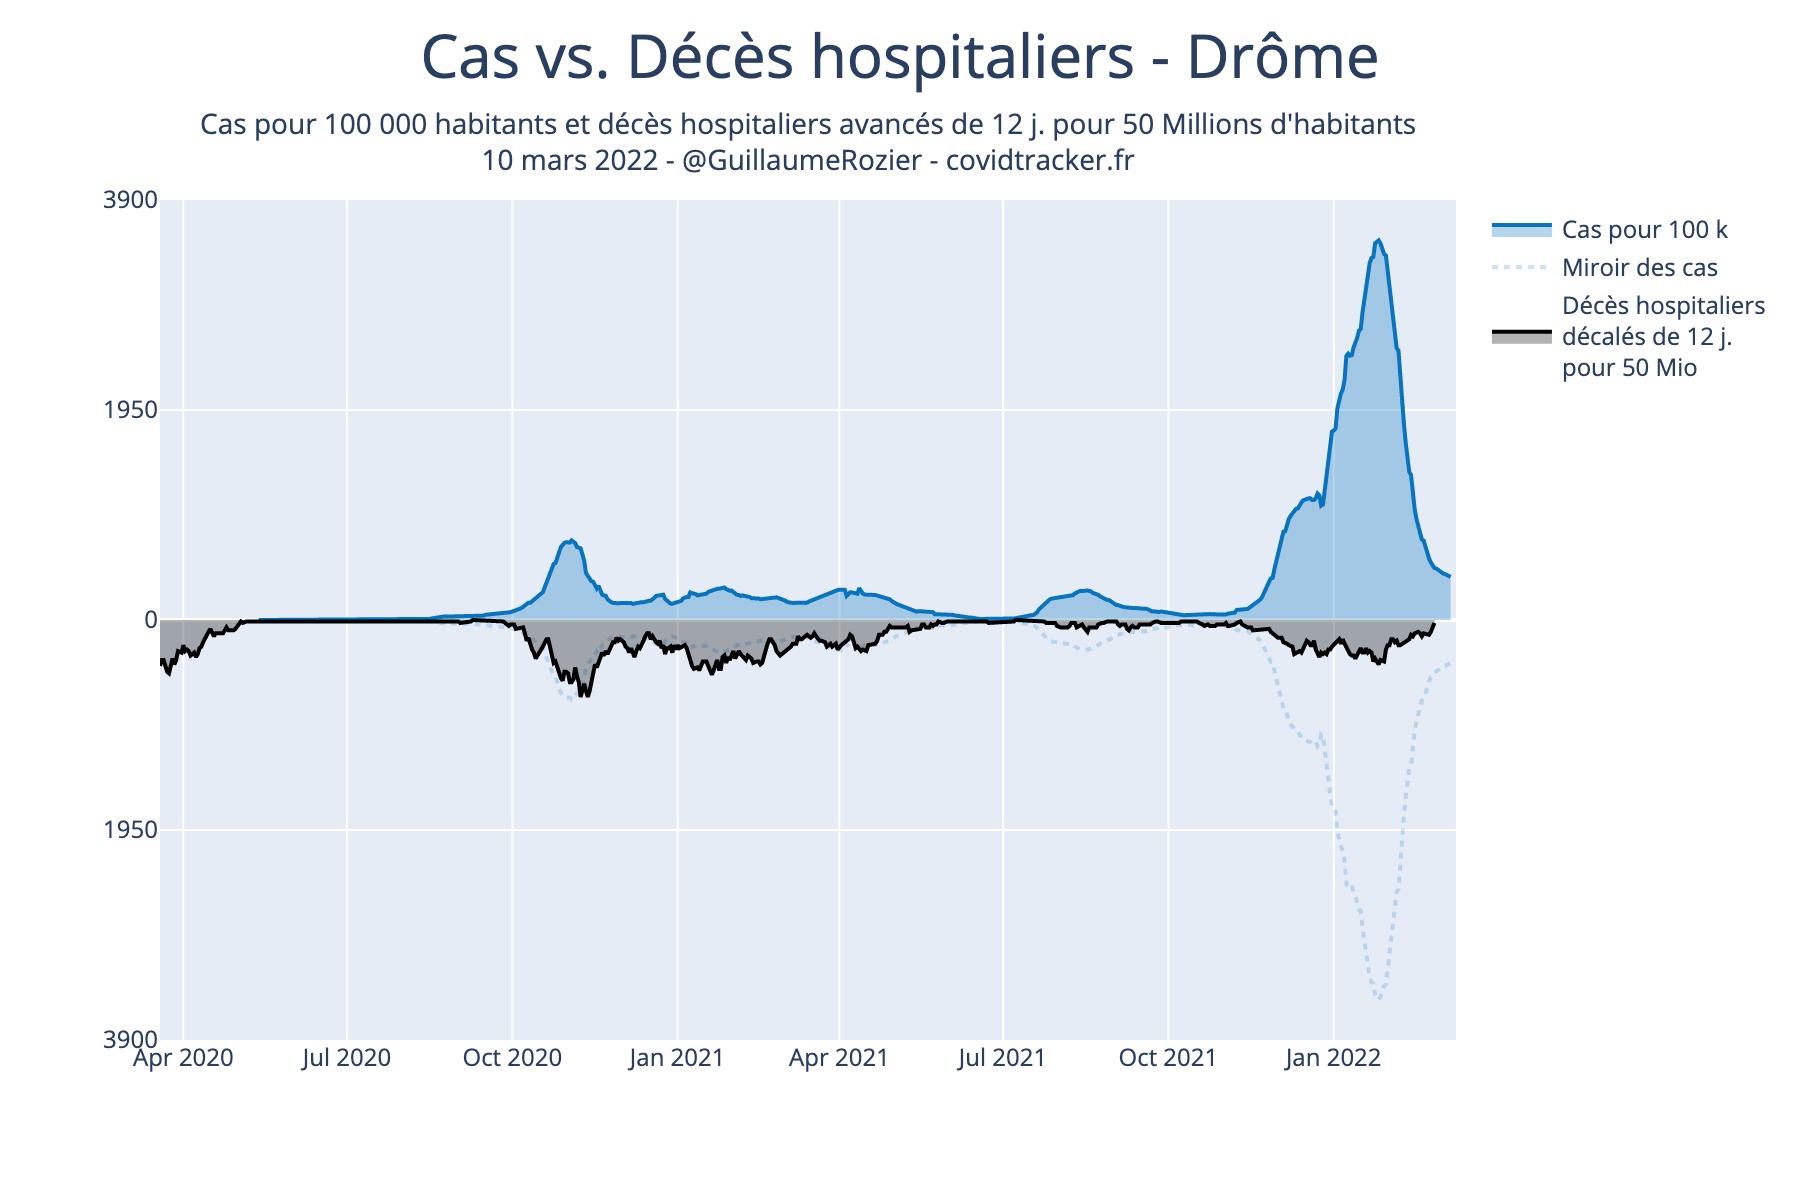 Cas vs. Décès hospitaliers - Drôme
Cas pour 100 000 habitants et décès hospitaliers avancés de 12 j. pour 50 Millions d'habitants
10 mars 2022 - @GuillaumeRozier - covidtracker.fr
3900
1950
0
1950
3900
Apr 2020
Jul 2020
Oct 2020
Jan 2021
Apr 2021
Jul 2021
Oct 2021
Jan 2022
Cas pour 100 k
Miroir des cas
Décès hospitaliers
décalés de 12 j.
pour 50 Mio